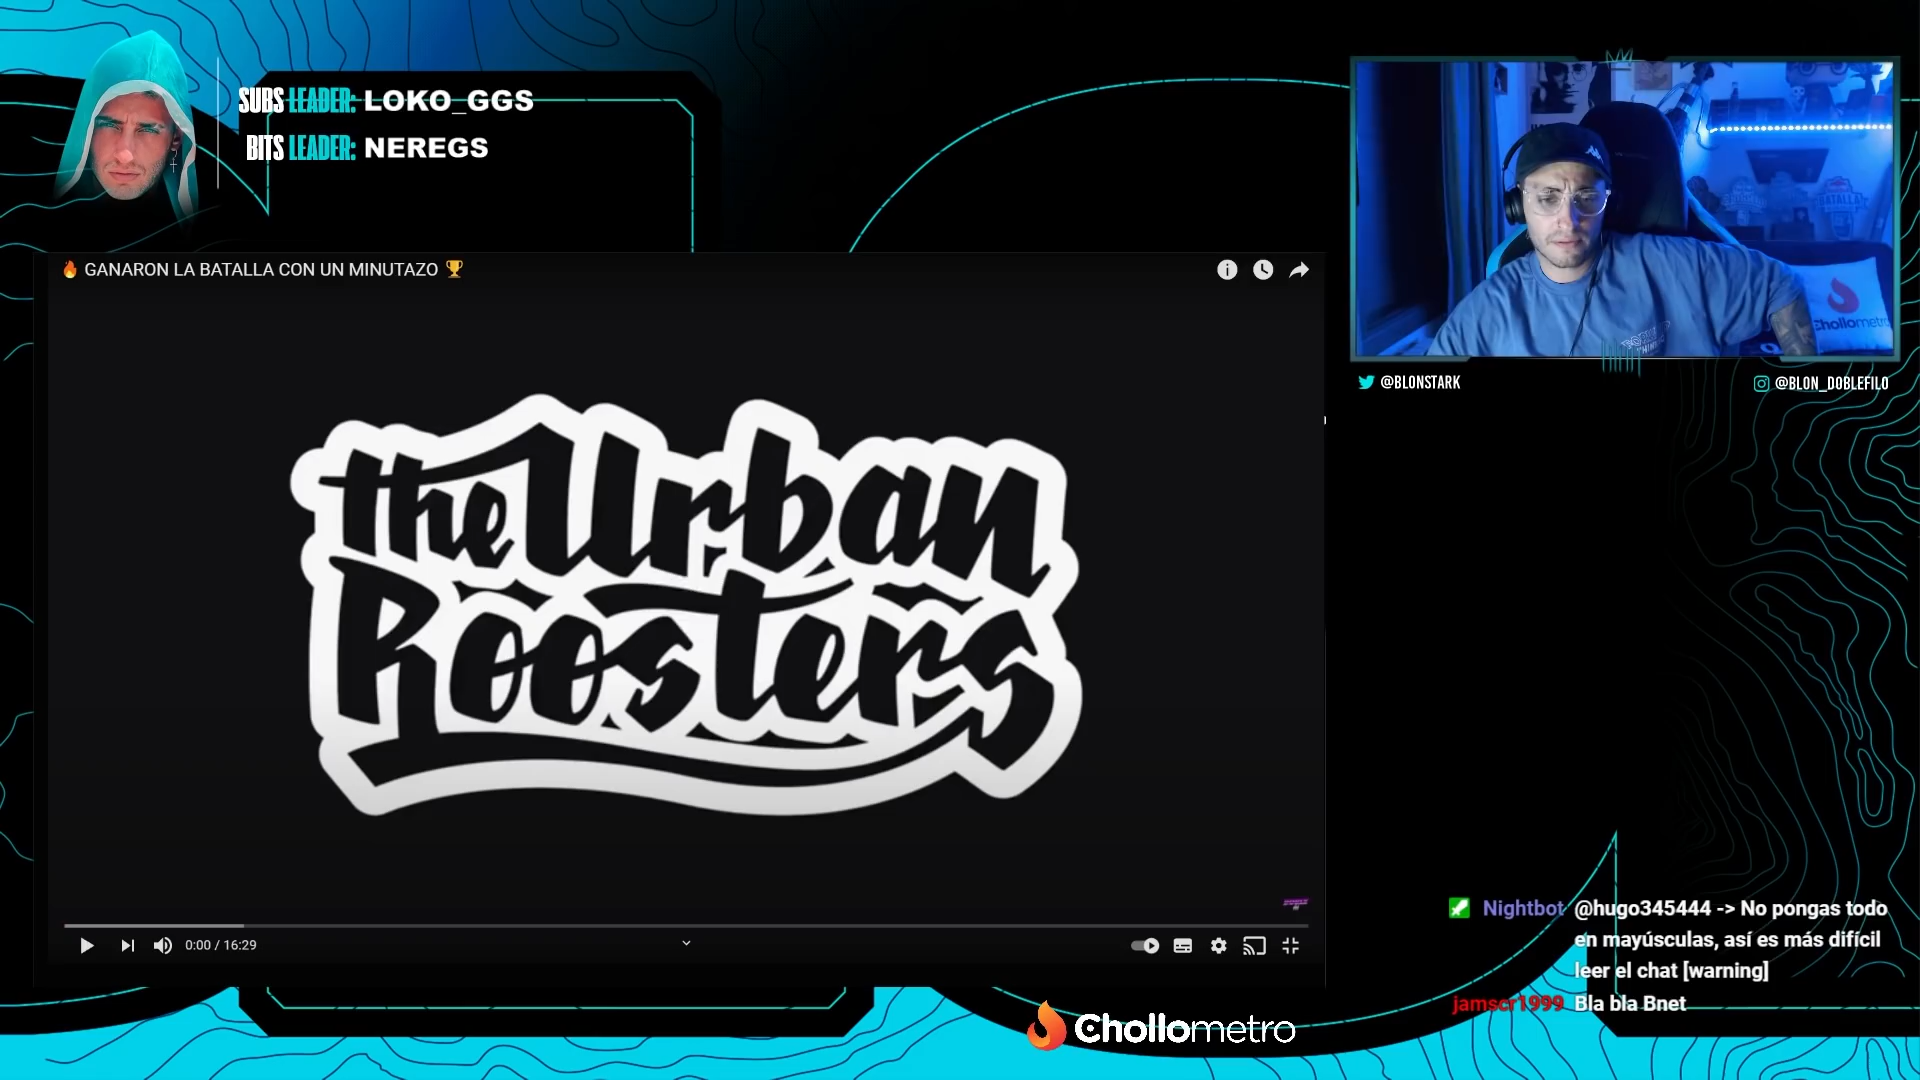 SUBS LEADER: LOKO_GGS
BITS LEADER: NEREGS
🔥 GANARON LA BATALLA CON UN MINUTAZO 🏆
the Urban
Roosters
0:00 / 16:29
BATALLA
Chollometro
@BLONSTARK
@BLON_DOBLEFILO
Nightbot @hugo345444 -> No pongas todo
en mayúsculas, así es más difícil
leer el chat [warning]
jamscr1999 Bla bla Bnet
Chollometro